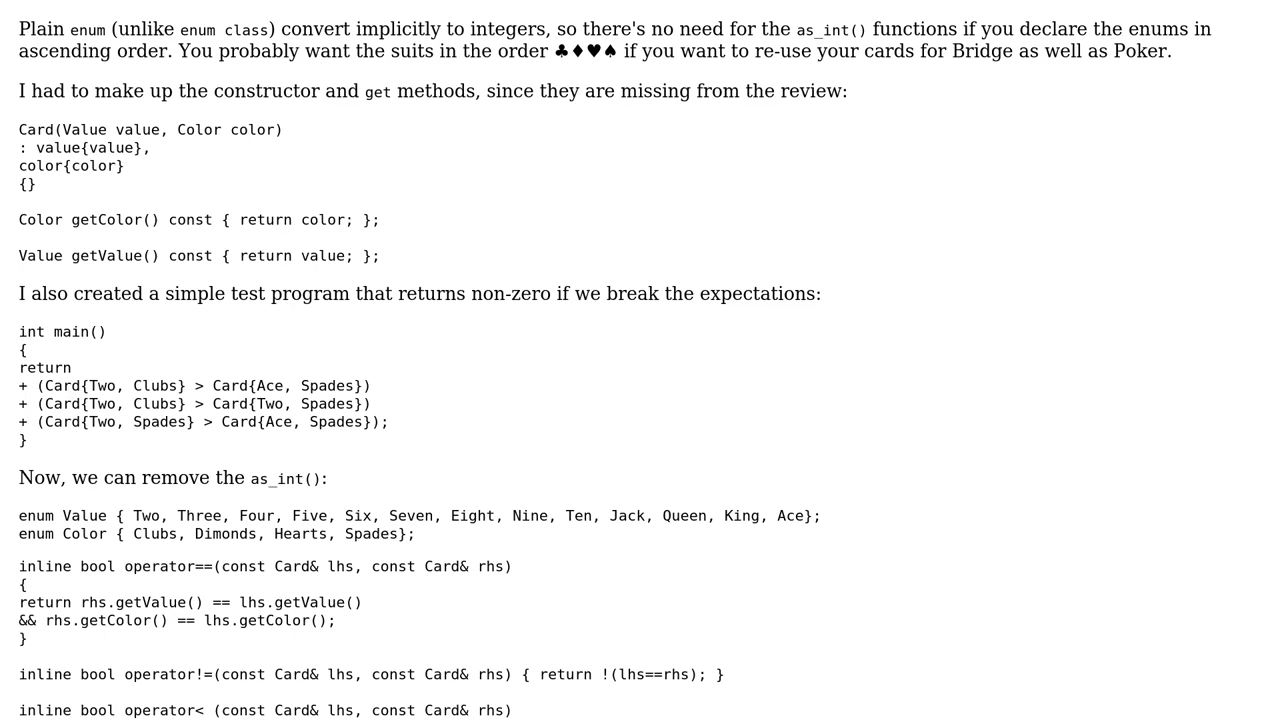 Plain enum (unlike enum class) convert implicitly to integers, so there's no need for the as_int() functions if you declare the enums in
ascending order. You probably want the suits in the order ♣♦♥♠ if you want to re-use your cards for Bridge as well as Poker.
I had to make up the constructor and get methods, since they are missing from the review:
Card(Value value, Color color)
: value{value},
color{color}
{}
Color getColor() const { return color; };
Value getValue() const { return value; };
I also created a simple test program that returns non-zero if we break the expectations:
int main()
{
return
+ (Card{Two, Clubs} > Card{Ace, Spades})
+ (Card{Two, Clubs} > Card{Two, Spades})
+ (Card{Two, Spades} > Card{Ace, Spades});
}
Now, we can remove the as_int():
enum Value { Two, Three, Four, Five, Six, Seven, Eight, Nine, Ten, Jack, Queen, King, Ace};
enum Color { Clubs, Dimonds, Hearts, Spades};
inline bool operator==(const Card& lhs, const Card& rhs)
{
return rhs.getValue() == lhs.getValue()
&& rhs.getColor() == lhs.getColor();
}
inline bool operator!=(const Card& lhs, const Card& rhs) { return !(lhs==rhs); }
inline bool operator< (const Card& lhs, const Card& rhs)